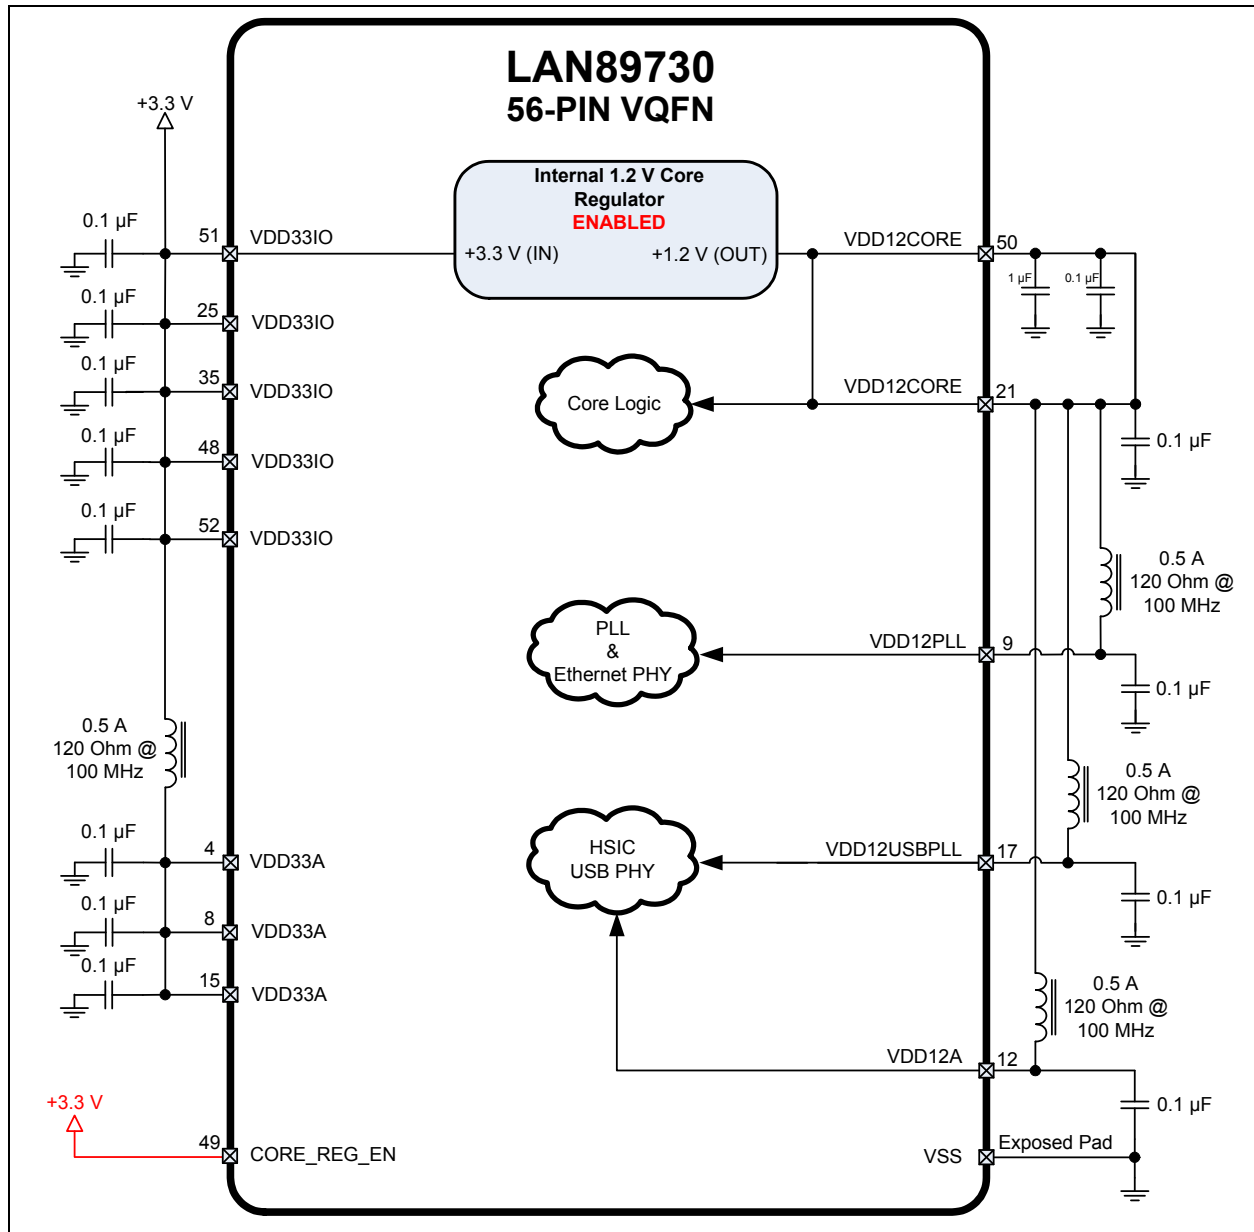 LAN89730
56-PIN VQFN
+3.3 V
Internal 1.2 V Core
Regulator
ENABLED
+3.3 V (IN)
+1.2 V (OUT)
0.1 µF
51
VDD33IO
VDD12CORE
50
1 µF
0.1 µF
0.1 µF
25
VDD33IO
0.1 µF
35
VDD33IO
Core Logic
VDD12CORE
21
0.1 µF
0.1 µF
48
VDD33IO
0.1 µF
52
VDD33IO
0.5 A
120 Ohm @
100 MHz
PLL
&
Ethernet PHY
VDD12PLL
9
0.1 µF
0.5 A
120 Ohm @
100 MHz
0.5 A
120 Ohm @
100 MHz
0.1 µF
4
VDD33A
HSIC
USB PHY
VDD12USBPLL
17
0.1 µF
0.1 µF
8
VDD33A
0.1 µF
15
VDD33A
0.5 A
120 Ohm @
100 MHz
VDD12A
12
0.1 µF
+3.3 V
49
CORE_REG_EN
VSS
Exposed Pad